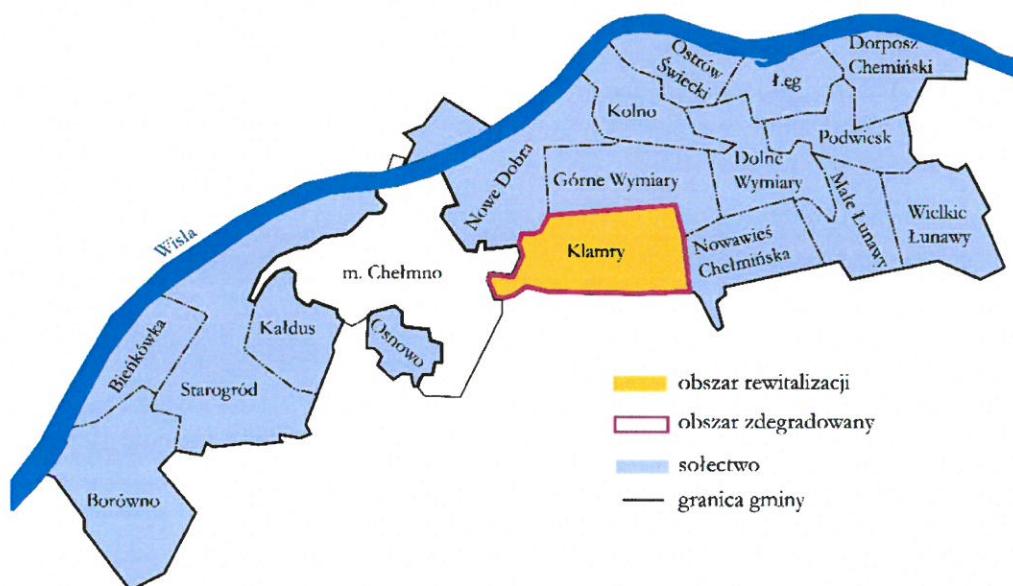 Ostrów
Świecki
Łęg
Dorposz
Chemiński
Kolno
Podwiesk
Nowe Dobra
Górne Wymiary
Dolne
Wymiary
Małe Łunawy
Wielkie
Łunawy
Wisła
Klamry
Nowawieś
Chełmińska
m. Chełmno
Kałdus
Osnowo
Bieńkówka
Starogród
Borówno
obszar rewitalizacji
obszar zdegradowany
sołectwo
granica gminy